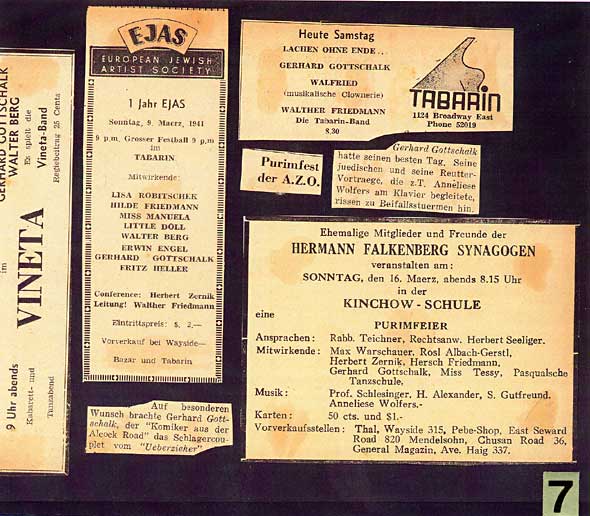 GERHARD GOTTSCHALK
WALTER BERG
Es spielt die
Vineta-Band
Regiebeitrag 25 Cents
im
VINETA
9 Uhr abends
Kabarett- und
Tanzabend
EJAS
EUROPEAN JEWISH
ARTIST SOCIETY
1 Jahr EJAS
Sonntag, 9. Maerz, 1941
9 p.m. Grosser Festball 9 p.m.
im
TABARIN
Mitwirkende:
LISA ROBITSCHEK
HILDE FRIEDMANN
MISS MANUELA
LITTLE DOLL
WALTER BERG
ERWIN ENGEL
GERHARD GOTTSCHALK
FRITZ HELLER
Conference: Herbert Zernik
Leitung: Walther Friedmann
Eintrittspreis: $. 2,—
Vorverkauf bei Wayside—
Bazar und Tabarin
Auf besonderen
Wunsch brachte Gerhard Gott-
schalk, der "Komiker aus der
Alcock Road" das Schlagercou-
plet vom "Ueberzieher"
Heute Samstag
LACHEN OHNE ENDE..
GERHARD GOTTSCHALK
WALFRIED
(musikalische Clownerie)
WALTHER FRIEDMANN
Die Tabarin-Band
8.30
TABARIN
1124 Broadway East
Phone 52019
Purimfest
der A.Z.O.
Gerhard Gottschalk
hatte seinen besten Tag. Seine
juedischen und seine Reutter-
Vortraege, die z.T. Anneliese
Wolfers am Klavier begleitete,
rissen zu Beifallsstuermen hin.
Ehemalige Mitglieder und Freunde der
HERMANN FALKENBERG SYNAGOGEN
veranstalten am:
SONNTAG, den 16. Maerz, abends 8.15 Uhr
in der
KINCHOW - SCHULE
eine
PURIMFEIER
Ansprachen: Rabb. Teichner, Rechtsanw. Herbert Seeliger.
Mitwirkende: Max Warschauer, Rosl Albach-Gerstl,
Herbert Zernik, Hersch Friedmann,
Gerhard Gottschalk, Miss Tessy, Pasqualsche
Tanzschule.
Musik: Prof. Schlesinger, H. Alexander, S. Gutfreund.
Anneliese Wolfers.-
Karten: 50 cts. und $1.-
Vorverkaufsstellen: Thal, Wayside 315, Pebe-Shop, East Seward
Road 820 Mendelsohn, Chusan Road 36,
General Magazin, Ave. Haig 337.
7